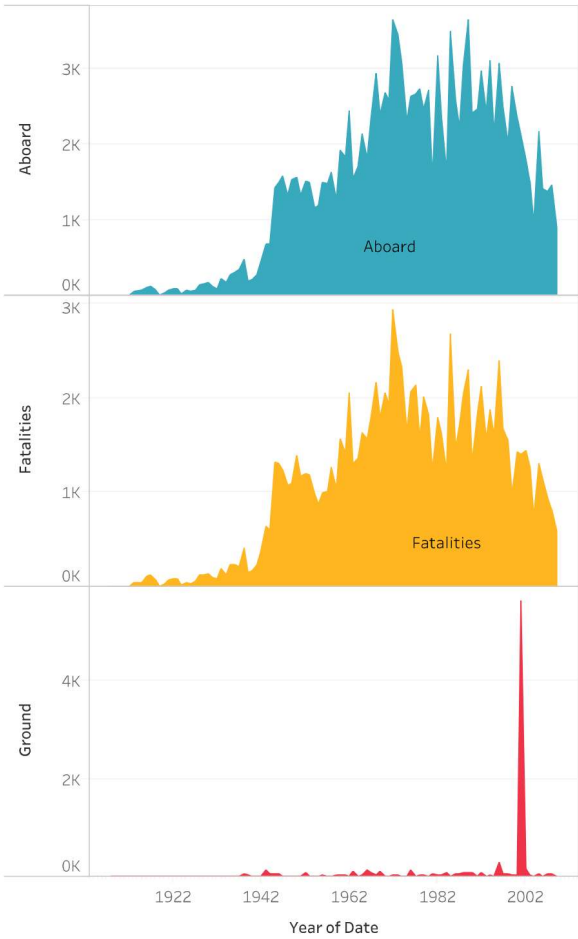 3K
2K
Aboard
1K
Aboard
0K
3K
2K
Fatalities
1K
Fatalities
0K
4K
Ground
2K
0K
1922 1942 1962 1982 2002
Year of Date